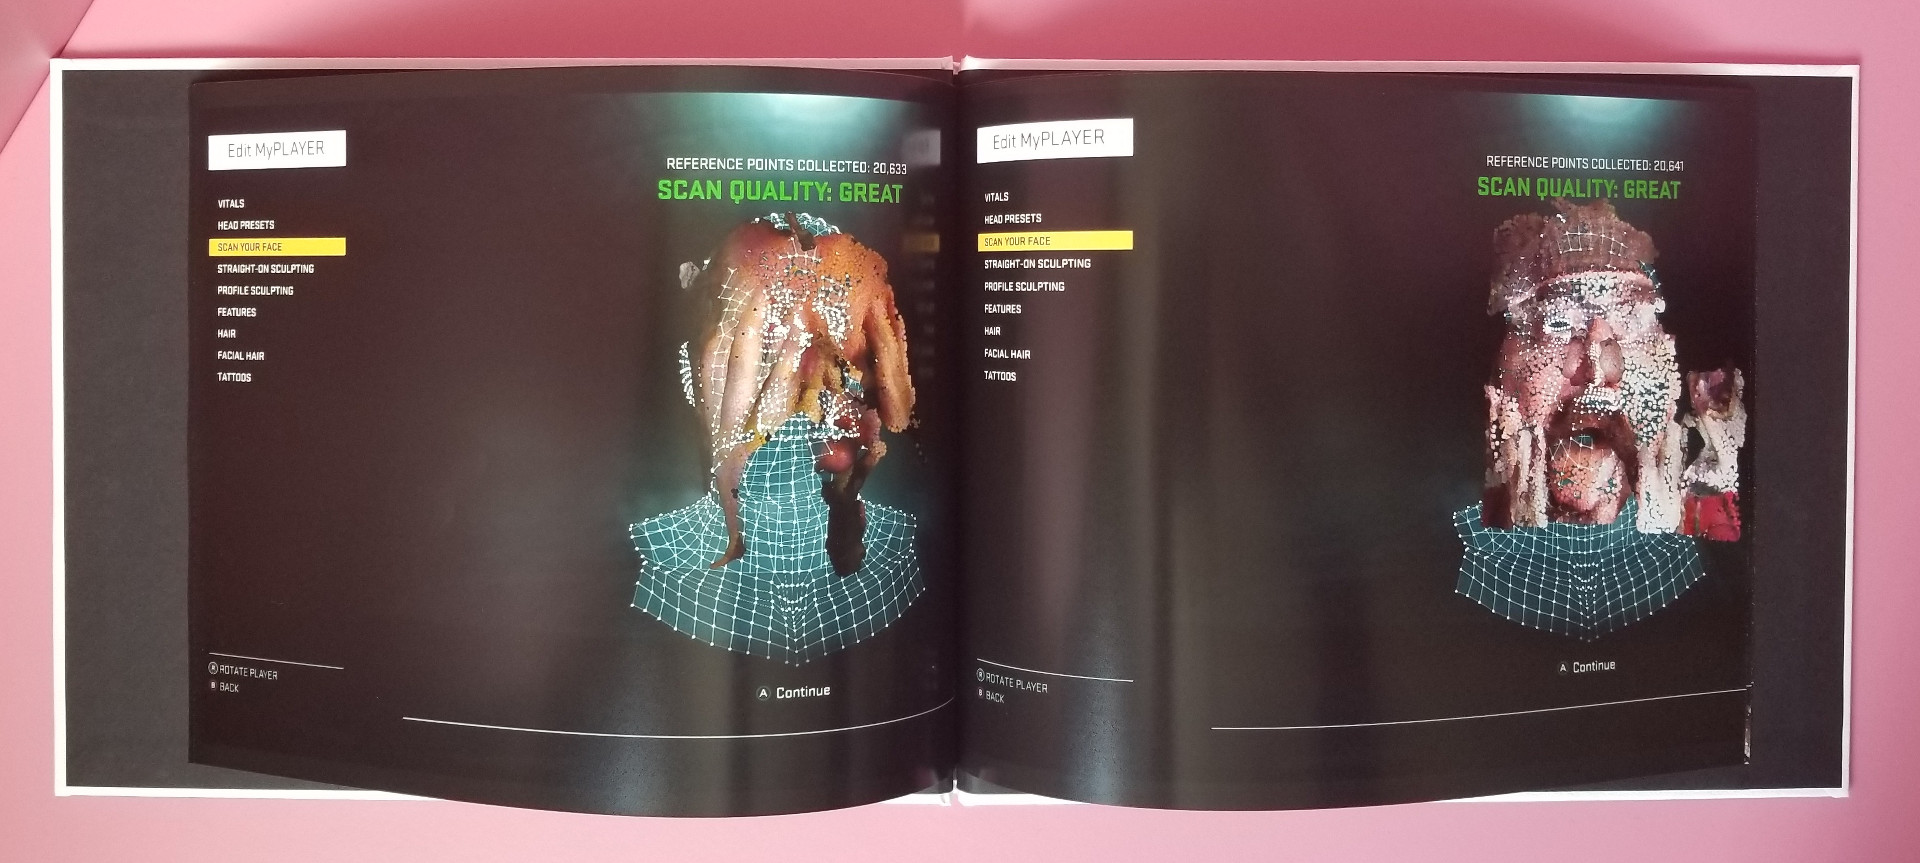 Edit MyPLAYER
REFERENCE POINTS COLLECTED: 20,633
SCAN QUALITY: GREAT
VITALS
HEAD PRESETS
SCAN YOUR FACE
STRAIGHT-ON SCULPTING
PROFILE SCULPTING
FEATURES
HAIR
FACIAL HAIR
TATTOOS
R ROTATE PLAYER
B BACK
A Continue
Edit MyPLAYER
REFERENCE POINTS COLLECTED: 20,641
SCAN QUALITY: GREAT
VITALS
HEAD PRESETS
SCAN YOUR FACE
STRAIGHT-ON SCULPTING
PROFILE SCULPTING
FEATURES
HAIR
FACIAL HAIR
TATTOOS
R ROTATE PLAYER
B BACK
A Continue